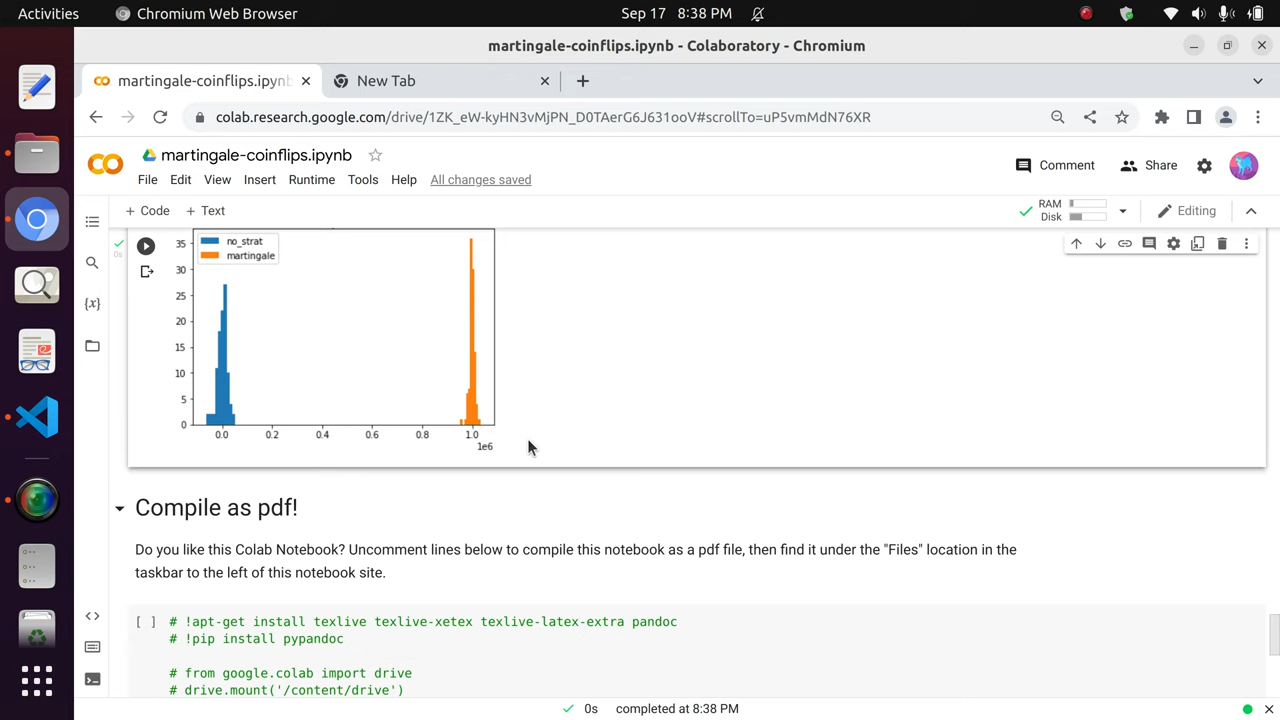 Activities
Chromium Web Browser
Sep 17 8:38 PM
martingale-coinflips.ipynb - Colaboratory - Chromium
martingale-coinflips.ipynb
New Tab
colab.research.google.com/drive/1ZK_eW-kyHN3vMjPN_D0TAerG6J631ooV#scrollTo=uP5vmMdN76XR
martingale-coinflips.ipynb
Comment
Share
File Edit View Insert Runtime Tools Help All changes saved
+ Code + Text
RAM
Disk
Editing
0s
no_strat
martingale
35
30
25
20
15
10
5
0
0.0 0.2 0.4 0.6 0.8 1.0
1e6
{x}
Compile as pdf!
Do you like this Colab Notebook? Uncomment lines below to compile this notebook as a pdf file, then find it under the "Files" location in the
taskbar to the left of this notebook site.
[ ] # !apt-get install texlive texlive-xetex texlive-latex-extra pandoc
# !pip install pypandoc
# from google.colab import drive
# drive.mount('/content/drive')
0s completed at 8:38 PM